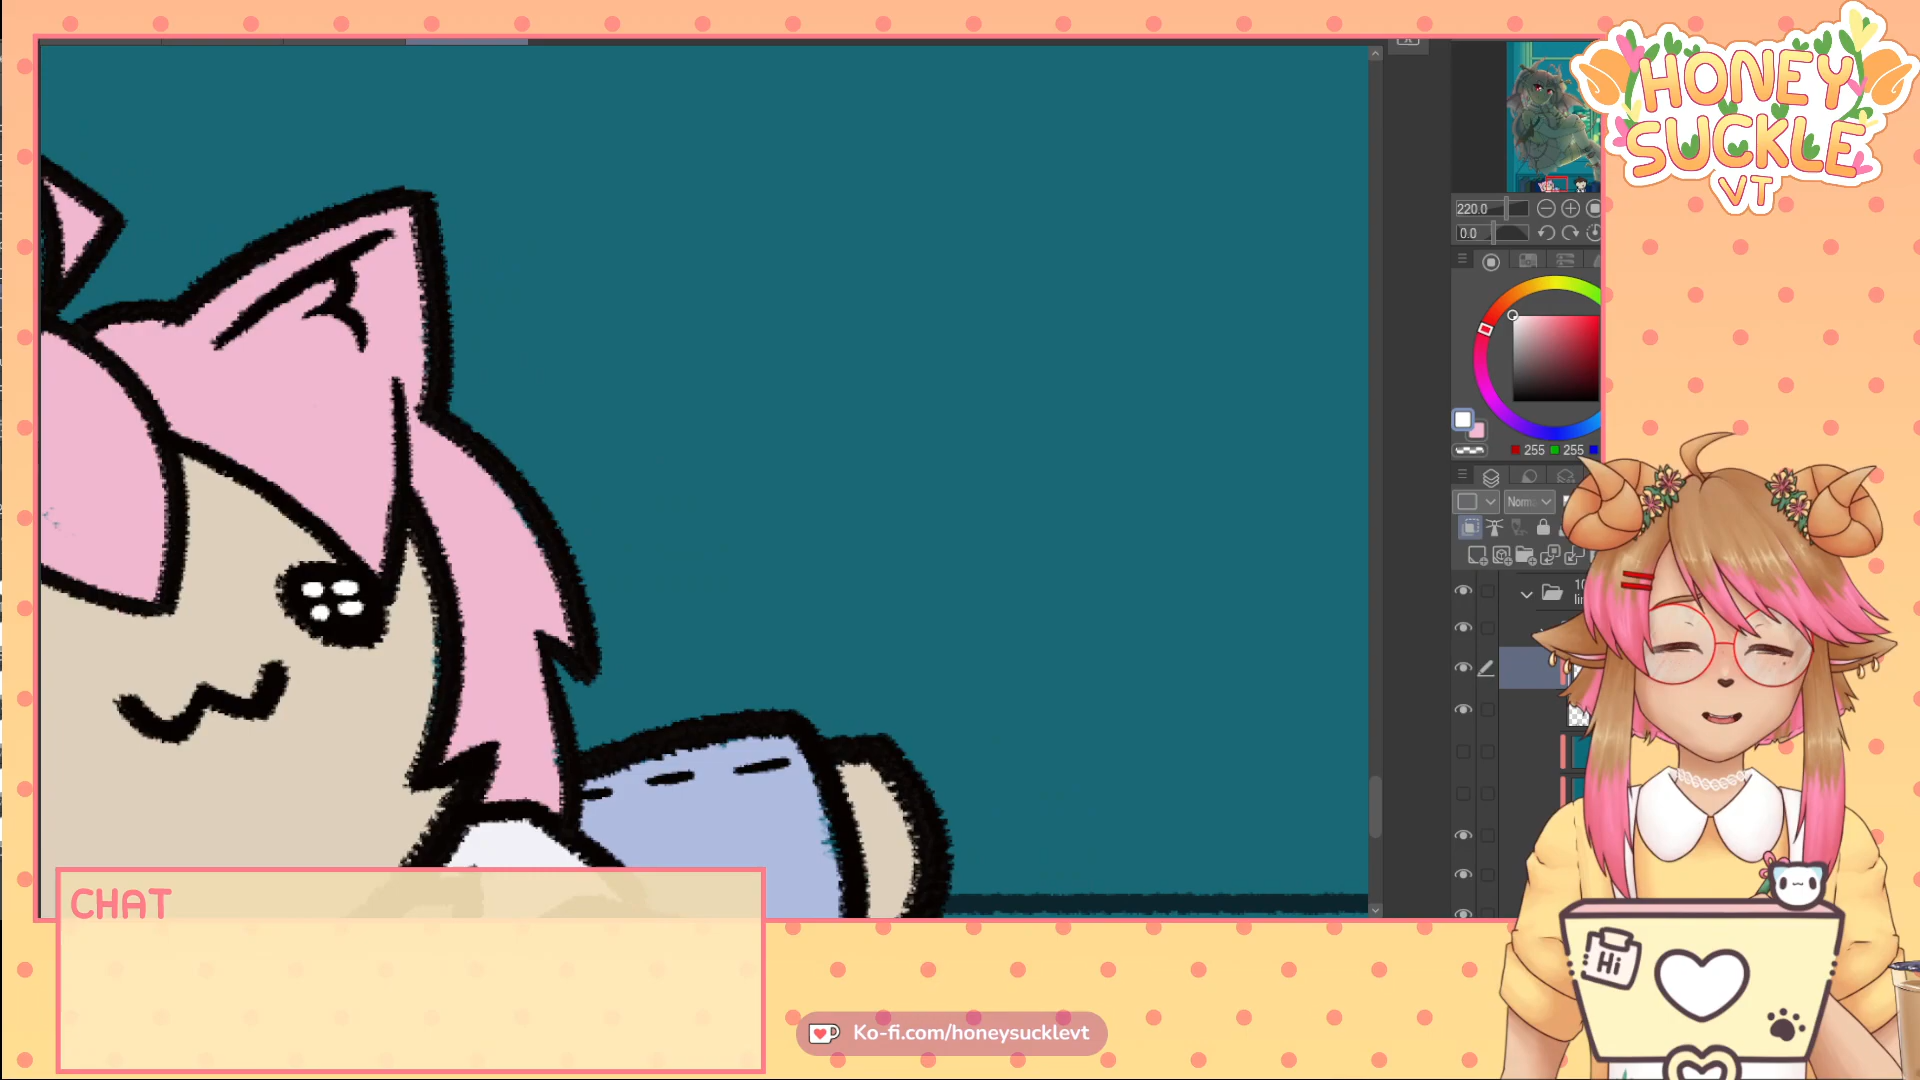 HONEY
SUCKLE
VT
220.0
0.0
255 255
Norm
CHAT
Hi
Ko-fi.com/honeysucklevt